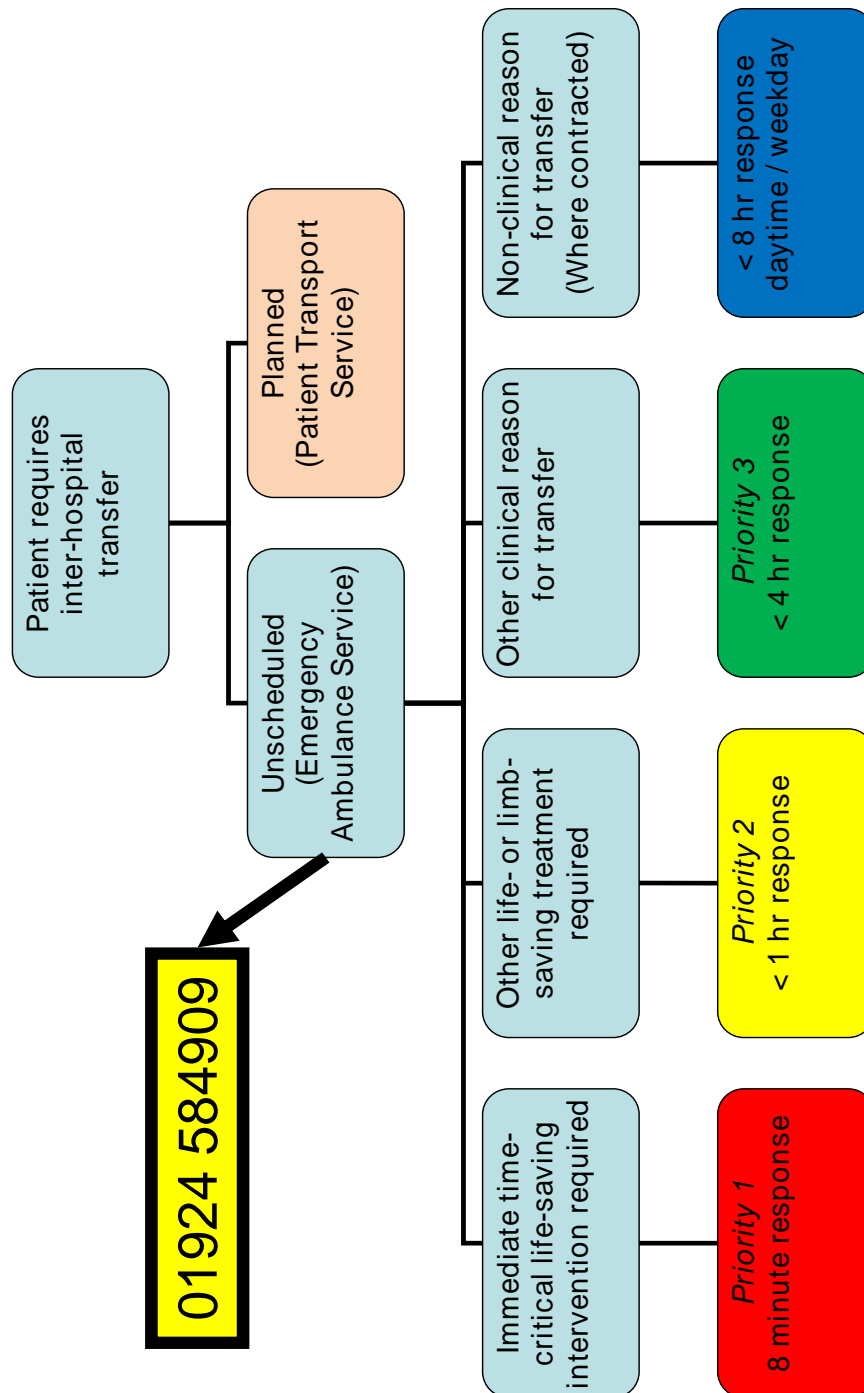 Patient requires
inter-hospital
transfer
01924 584909
Unscheduled
(Emergency
Ambulance Service)
Planned
(Patient Transport
Service)
Immediate time-
critical life-saving
intervention required
Other life- or limb-
saving treatment
required
Other clinical reason
for transfer
Non-clinical reason
for transfer
(Where contracted)
Priority 1
8 minute response
Priority 2
< 1 hr response
Priority 3
< 4 hr response
< 8 hr response
daytime / weekday